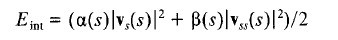 E_int = (α(s)|v_s(s)|² + β(s)|v_ss(s)|²)/2